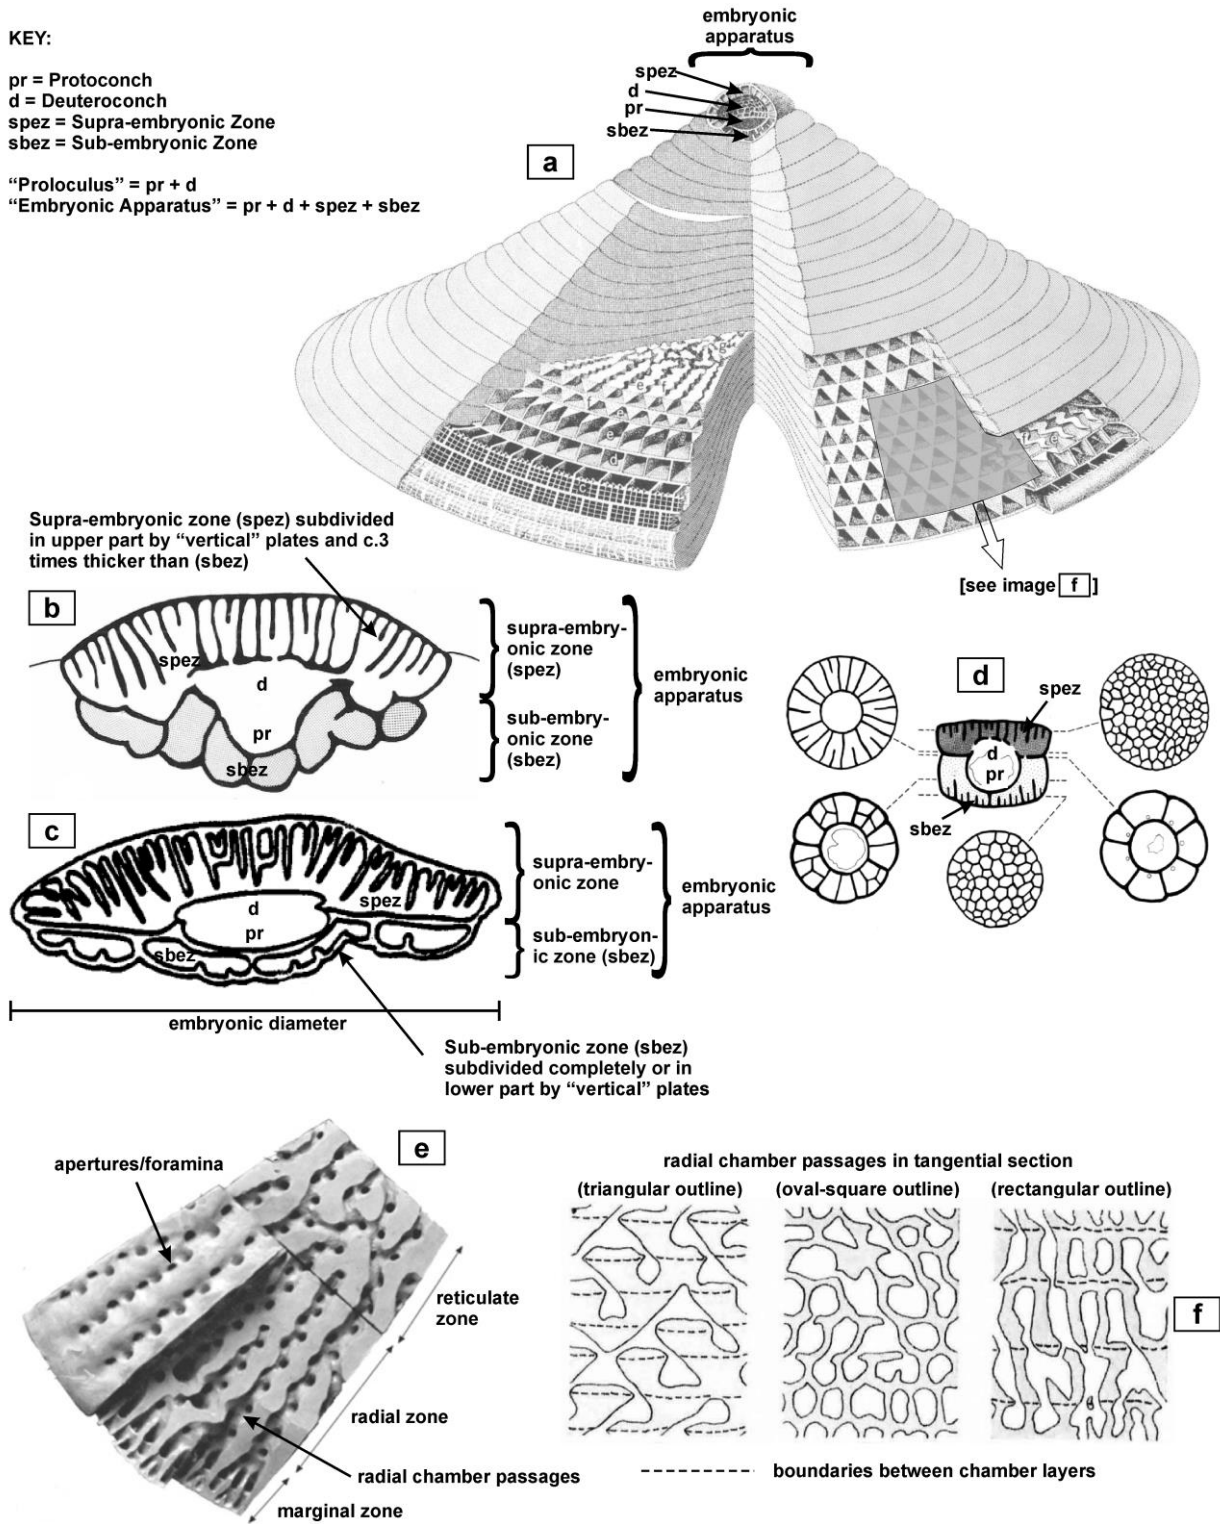 KEY:
pr = Protoconch
d = Deuteroconch
spez = Supra-embryonic Zone
sbez = Sub-embryonic Zone
“Proloculus” = pr + d
“Embryonic Apparatus” = pr + d + spez + sbez
embryonic
apparatus
spez
d
pr
sbez
a
g
e
f
e
e
d
c
[see image f ]
Supra-embryonic zone (spez) subdivided
in upper part by “vertical” plates and c.3
times thicker than (sbez)
b
spez
d
pr
sbez
supra-embry-
onic zone
(spez)
sub-embry-
onic zone
(sbez)
embryonic
apparatus
c
d
pr
spez
sbez
supra-embry-
onic zone
sub-embryon-
ic zone (sbez)
embryonic
apparatus
embryonic diameter
Sub-embryonic zone (sbez)
subdivided completely or in
lower part by “vertical” plates
d
spez
d
pr
sbez
e
apertures/foramina
reticulate
zone
radial zone
radial chamber passages
marginal zone
radial chamber passages in tangential section
(triangular outline) (oval-square outline) (rectangular outline)
f
boundaries between chamber layers